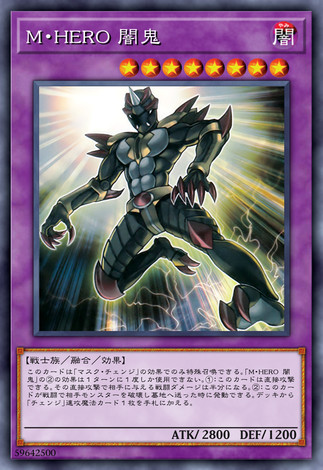 M・HERO 闇鬼
闇
【戦士族／融合／効果】
このカードは「マスク・チェンジ」の効果でのみ特殊召喚できる。「M・HERO 闇
鬼」の②の効果は１ターンに１度しか使用できない。①：このカードは直接攻撃
できる。その直接攻撃で相手に与える戦闘ダメージは半分になる。②：このカー
ドが戦闘で相手モンスターを破壊し墓地へ送った時に発動できる。デッキから
「チェンジ」速攻魔法カード１枚を手札に加える。
ATK/ 2800 DEF/1200
59642500